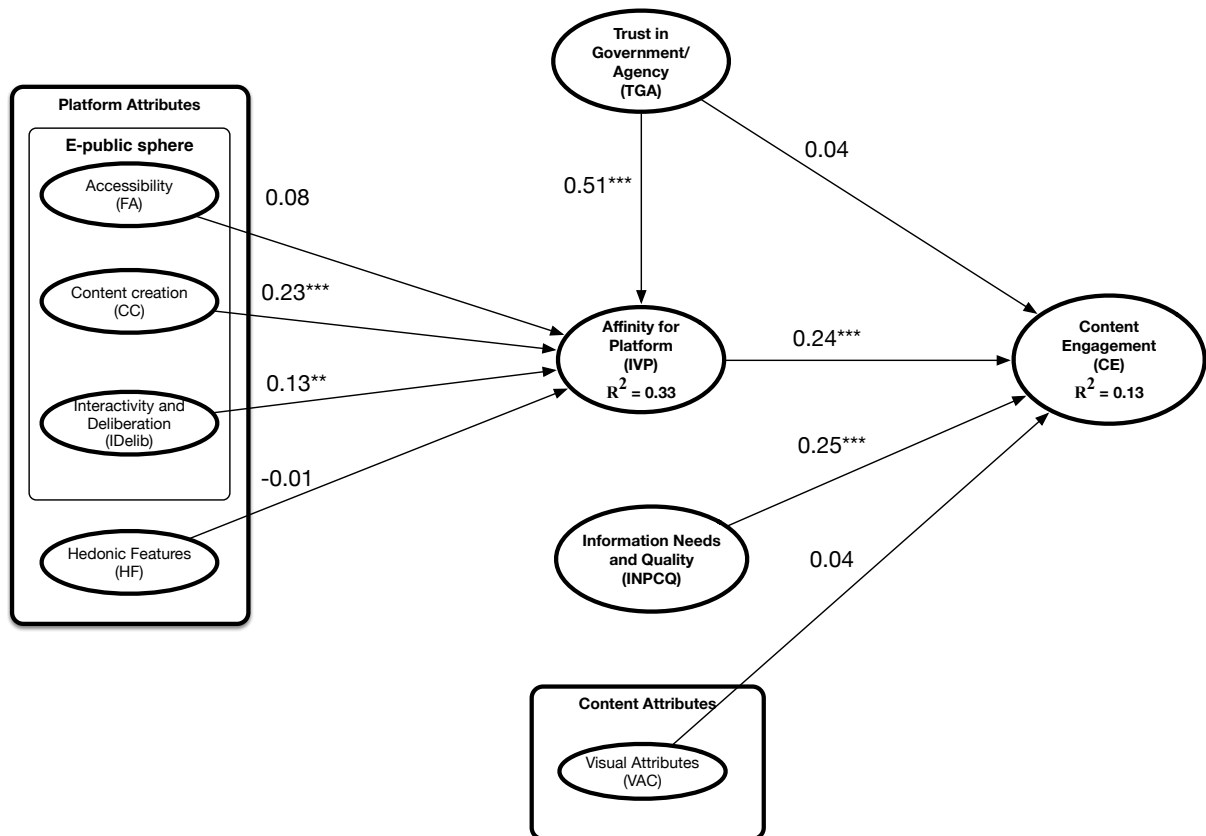 Trust in
Government/
Agency
(TGA)
Platform Attributes
E-public sphere
Accessibility
(FA)
0.08
0.04
0.51***
Content creation
(CC)
0.23***
Affinity for
Platform
(IVP)
R² = 0.33
0.24***
Content
Engagement
(CE)
R² = 0.13
Interactivity and
Deliberation
(IDelib)
0.13**
-0.01
0.25***
Hedonic Features
(HF)
Information Needs
and Quality
(INPCQ)
0.04
Content Attributes
Visual Attributes
(VAC)